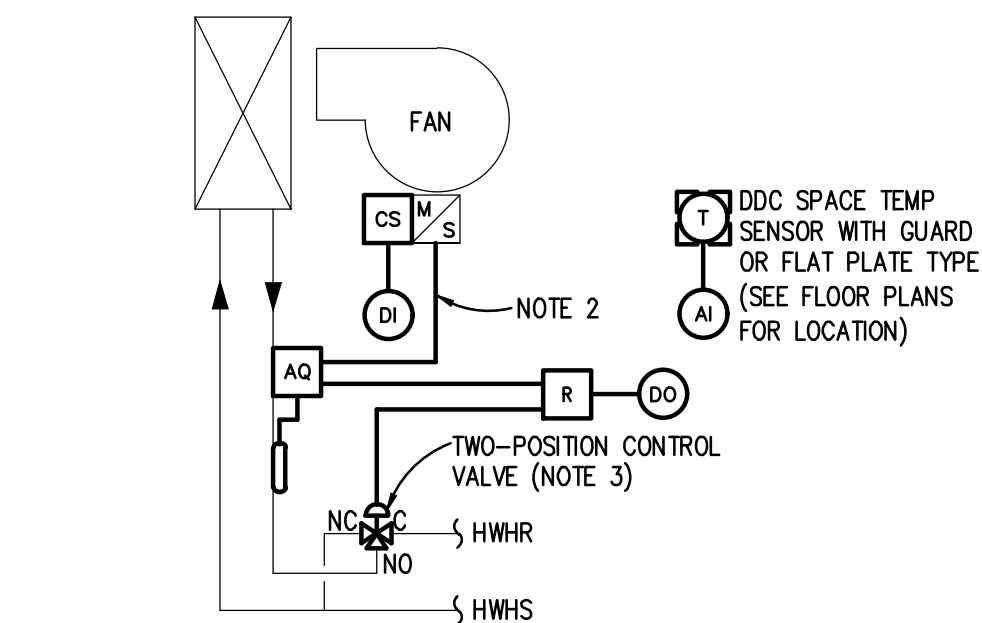 FAN
CS
M
S
T
DDC SPACE TEMP
SENSOR WITH GUARD
OR FLAT PLATE TYPE
(SEE FLOOR PLANS
FOR LOCATION)
DI
NOTE 2
AI
AQ
R
DO
TWO-POSITION CONTROL
VALVE (NOTE 3)
NC
C
HWHR
NO
HWHS